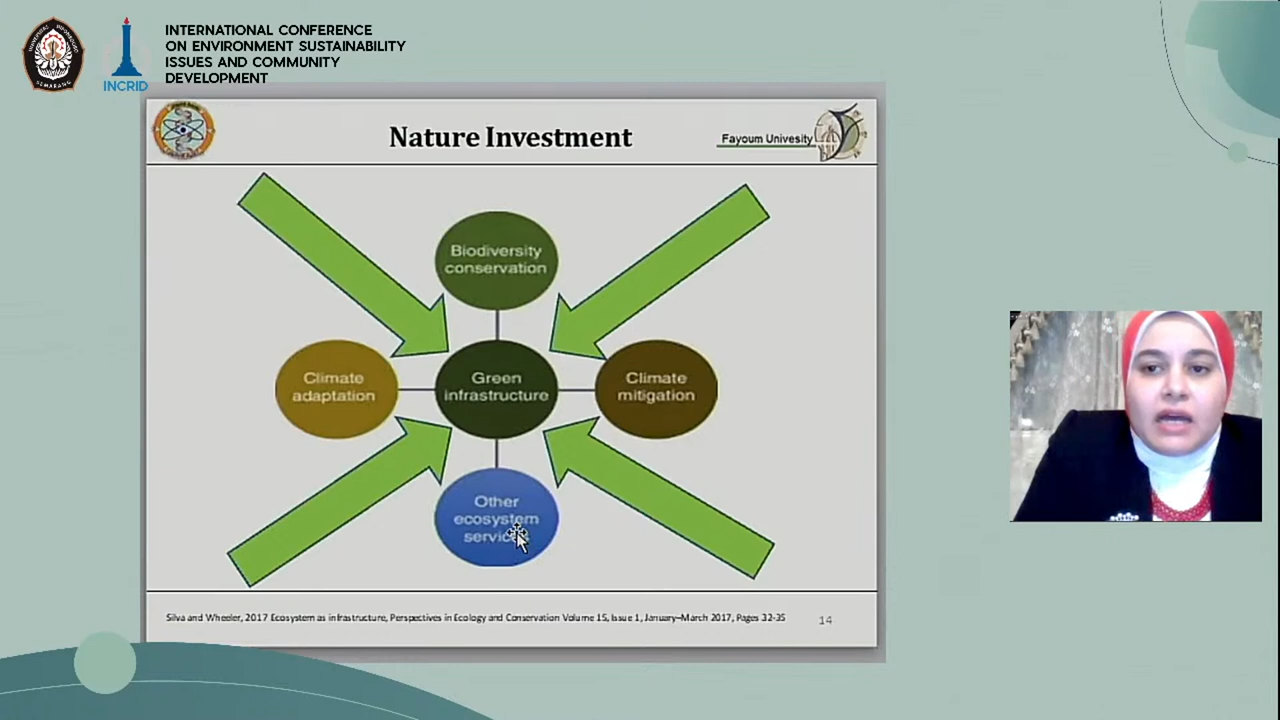 INTERNATIONAL CONFERENCE
ON ENVIRONMENT SUSTAINABILITY
ISSUES AND COMMUNITY
DEVELOPMENT
INCRID
Nature Investment
Fayoum Univesity
Biodiversity
conservation
Climate
adaptation
Green
infrastructure
Climate
mitigation
Other
ecosystem
Silva and Wheeler, 2017 Ecosystem as infrastructure, Perspectives in Ecology and Conservation Volume 15, Issue 1, January–March 2017, Pages 32-35
14